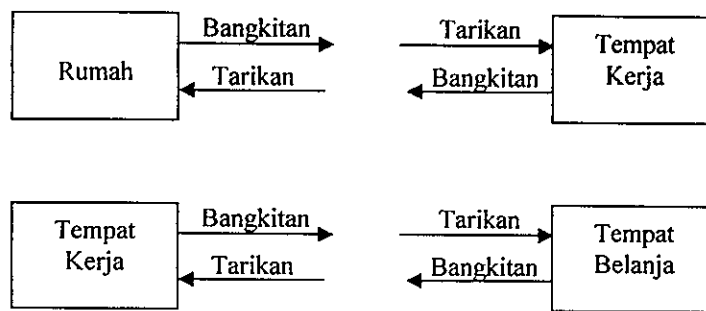 Bangkitan Tarikan
Rumah Tempat
Kerja
Tarikan Bangkitan
Bangkitan Tarikan
Tempat
Kerja Tempat
Belanja
Tarikan Bangkitan